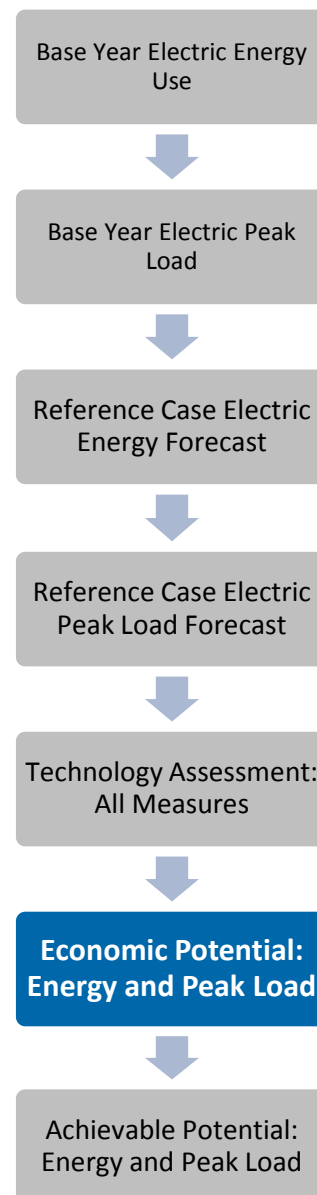 Base Year Electric Energy
Use
Base Year Electric Peak
Load
Reference Case Electric
Energy Forecast
Reference Case Electric
Peak Load Forecast
Technology Assessment:
All Measures
Economic Potential:
Energy and Peak Load
Achievable Potential:
Energy and Peak Load